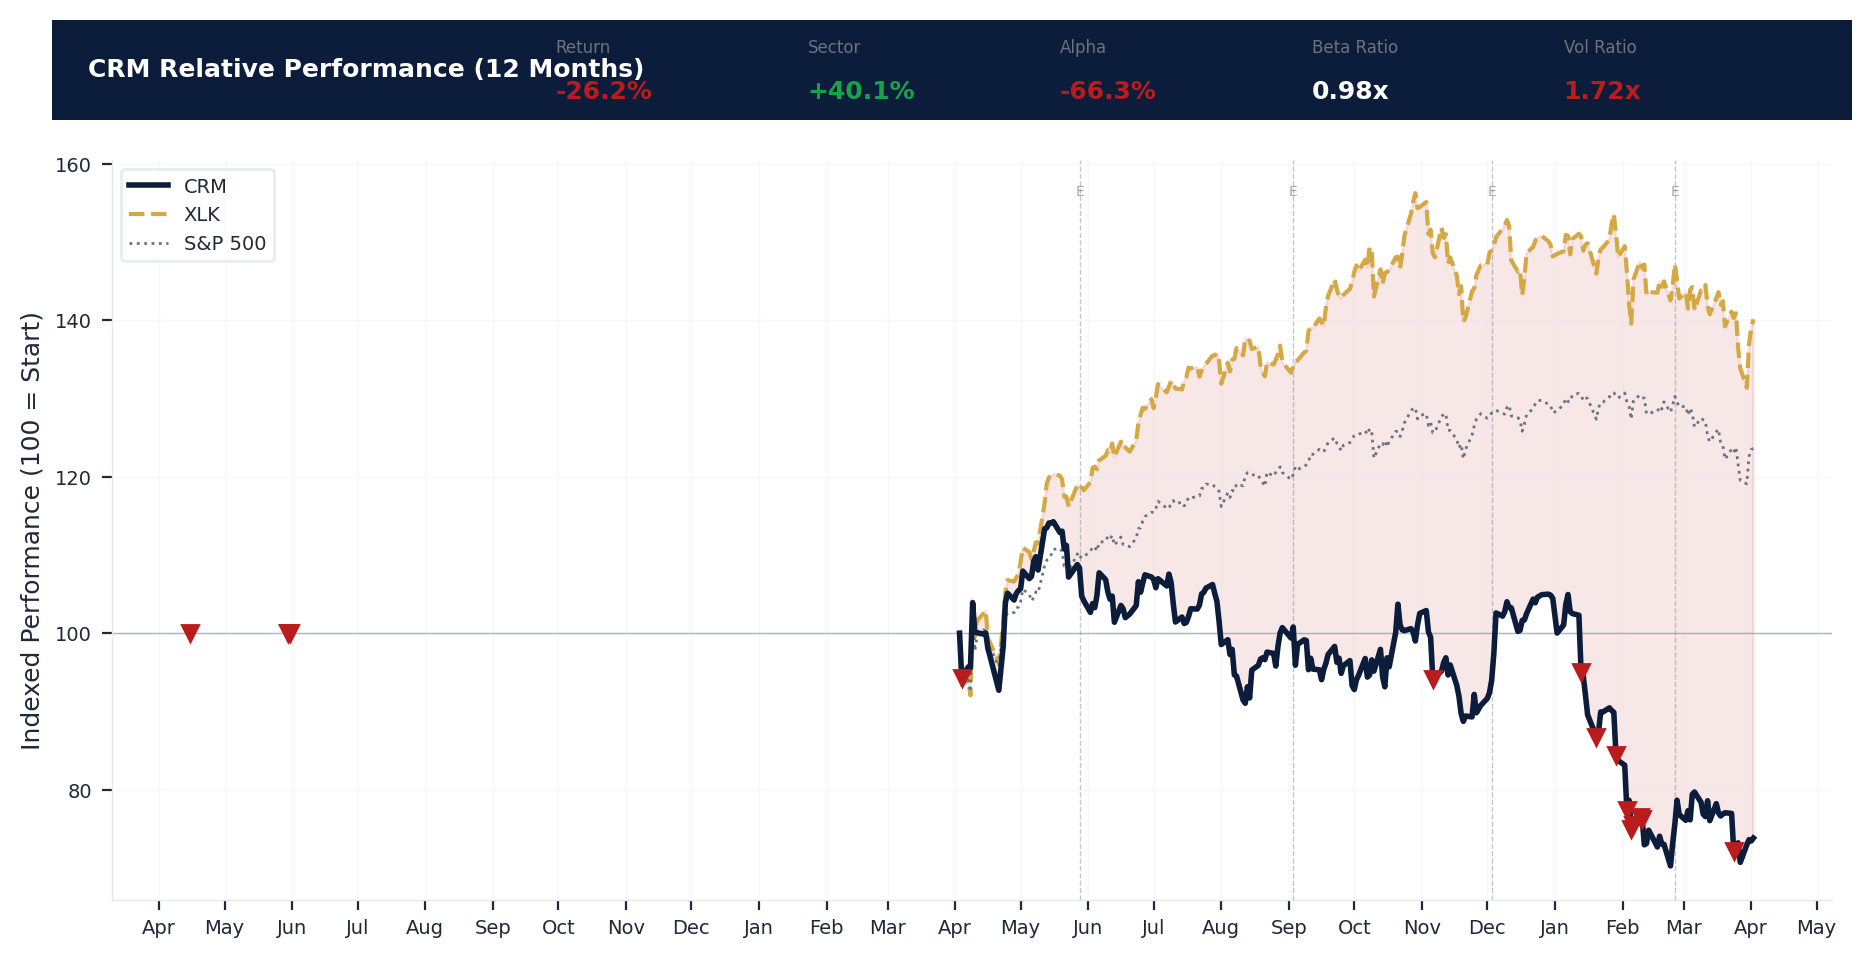 CRM Relative Performance (12 Months)
Return
-26.2%
Sector
+40.1%
Alpha
-66.3%
Beta Ratio
0.98x
Vol Ratio
1.72x
CRM
XLK
S&P 500
E E E E
Indexed Performance (100 = Start)
160
140
120
100
80
Apr May Jun Jul Aug Sep Oct Nov Dec Jan Feb Mar Apr May Jun Jul Aug Sep Oct Nov Dec Jan Feb Mar Apr May